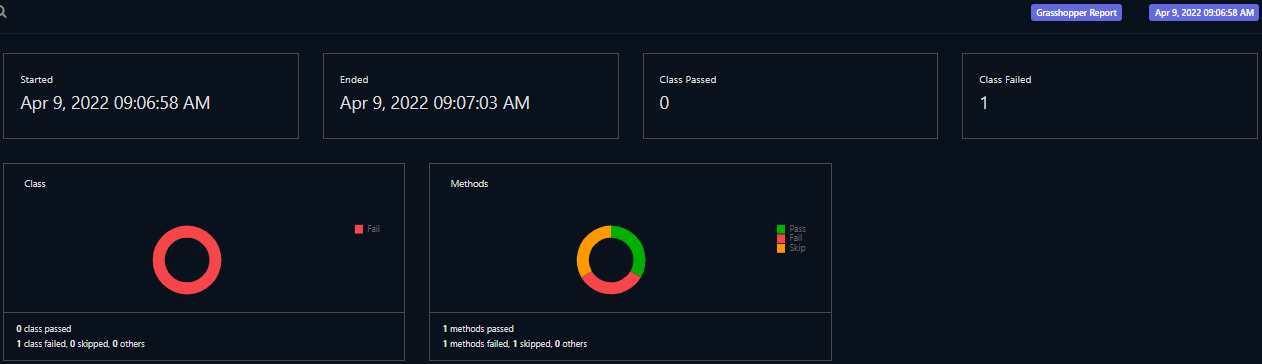 Grasshopper Report
Apr 9, 2022 09:06:58 AM
Started
Apr 9, 2022 09:06:58 AM
Ended
Apr 9, 2022 09:07:03 AM
Class Passed
0
Class Failed
1
Class
Fail
0 class passed
1 class failed, 0 skipped, 0 others
Methods
Pass
Fail
Skip
1 methods passed
1 methods failed, 1 skipped, 0 others